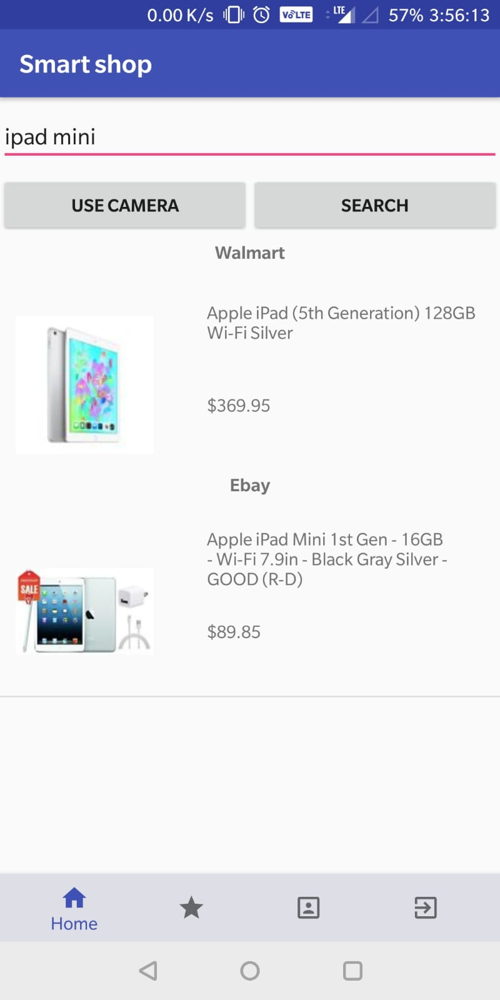 0.00 K/s VoLTE LTE 57% 3:56:13
Smart shop
ipad mini
USE CAMERA SEARCH
Walmart
Apple iPad (5th Generation) 128GB
Wi-Fi Silver
$369.95
Ebay
Apple iPad Mini 1st Gen - 16GB
- Wi-Fi 7.9in - Black Gray Silver -
GOOD (R-D)
SALE
$89.85
Home